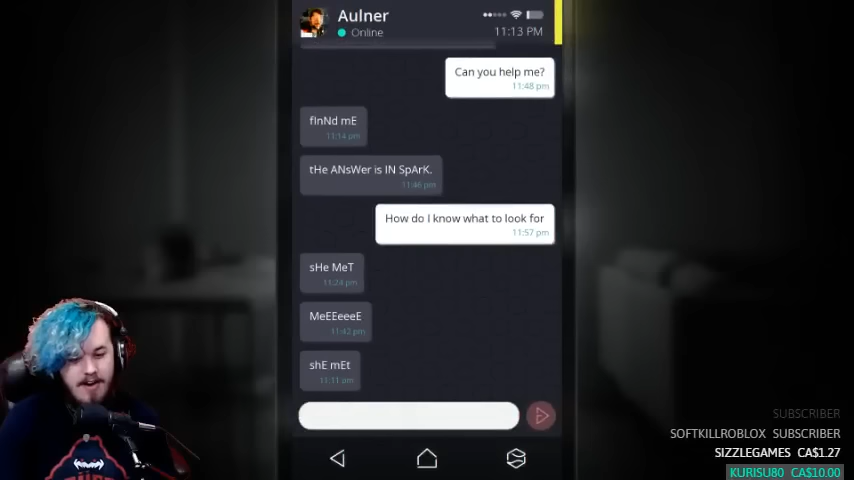 Aulner
Online
11:13 PM
Can you help me?
11:48 pm
fInNd mE
11:14 pm
tHe ANsWer is IN SpArK.
11:46 pm
How do I know what to look for
11:57 pm
sHe MeT
11:24 pm
MeEEeeeE
11:42 pm
shE mEt
11:11 pm
SUBSCRIBER
SOFTKILLROBLOX SUBSCRIBER
SIZZLEGAMES CA$1.27
KURISU80 CA$10.00